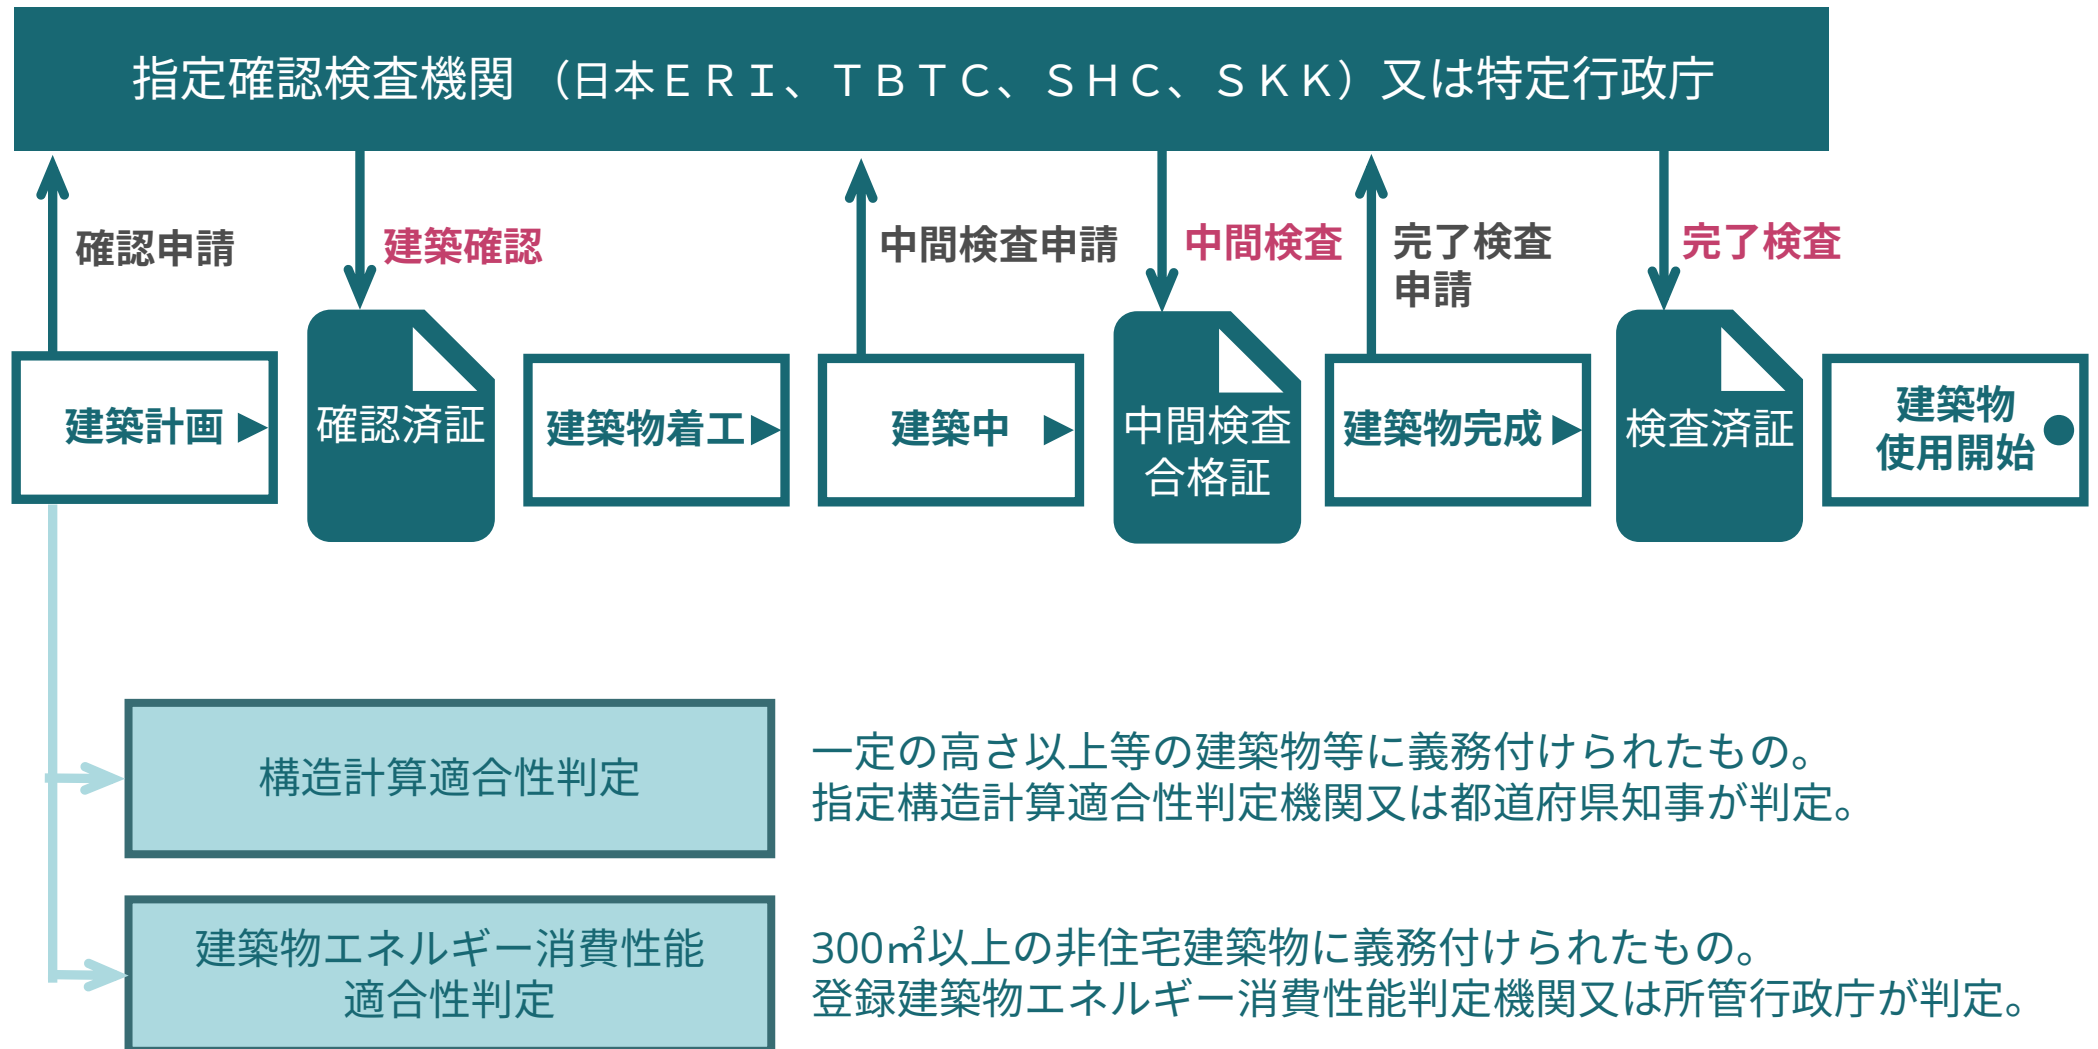 指定確認検査機関 （日本ＥＲＩ、ＴＢＴＣ、ＳＨＣ、ＳＫＫ）又は特定行政庁
確認申請
建築確認
中間検査申請
中間検査
完了検査
申請
完了検査
建築計画
確認済証
建築物着工
建築中
中間検査
合格証
建築物完成
検査済証
建築物
使用開始
構造計算適合性判定
一定の高さ以上等の建築物等に義務付けられたもの。
指定構造計算適合性判定機関又は都道府県知事が判定。
建築物エネルギー消費性能
適合性判定
300㎡以上の非住宅建築物に義務付けられたもの。
登録建築物エネルギー消費性能判定機関又は所管行政庁が判定。